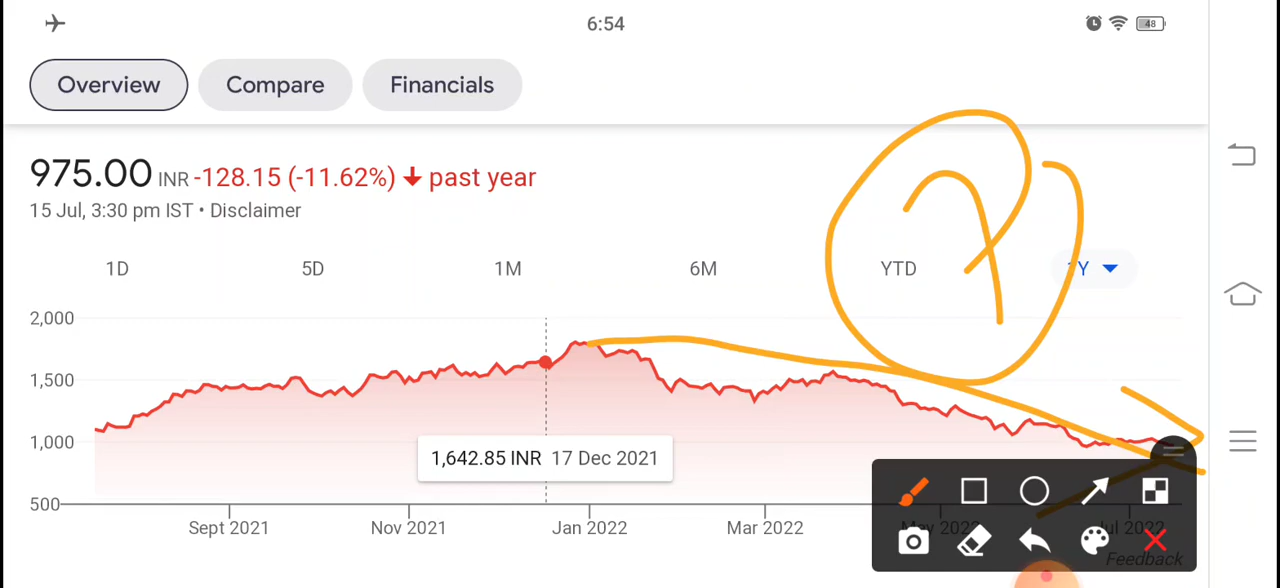 6:54
48
Overview Compare Financials
975.00 INR -128.15 (-11.62%) past year
15 Jul, 3:30 pm IST • Disclaimer
1D 5D 1M 6M YTD 1Y
2,000
1,500
1,000
1,642.85 INR 17 Dec 2021
500
Sept 2021 Nov 2021 Jan 2022 Mar 2022 May 2022 Jul 2022
Feedback